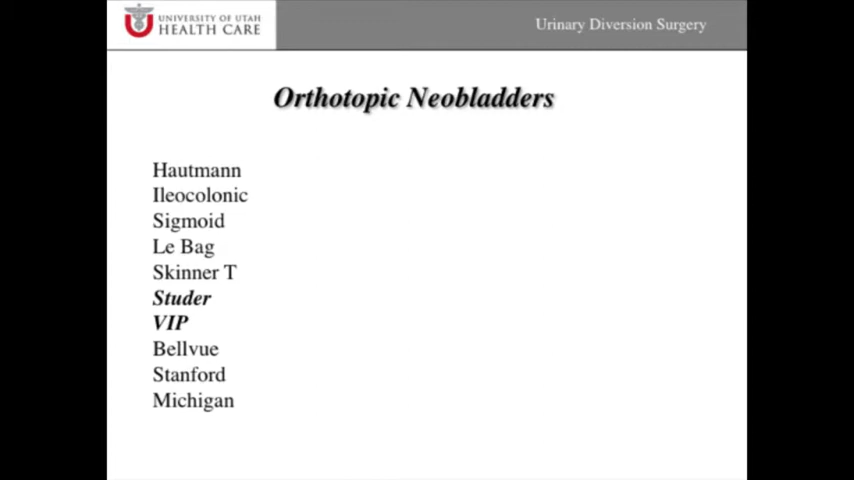 UNIVERSITY OF UTAH
HEALTH CARE
Urinary Diversion Surgery
Orthotopic Neobladders
Hautmann
Ileocolonic
Sigmoid
Le Bag
Skinner T
Studer
VIP
Bellvue
Stanford
Michigan